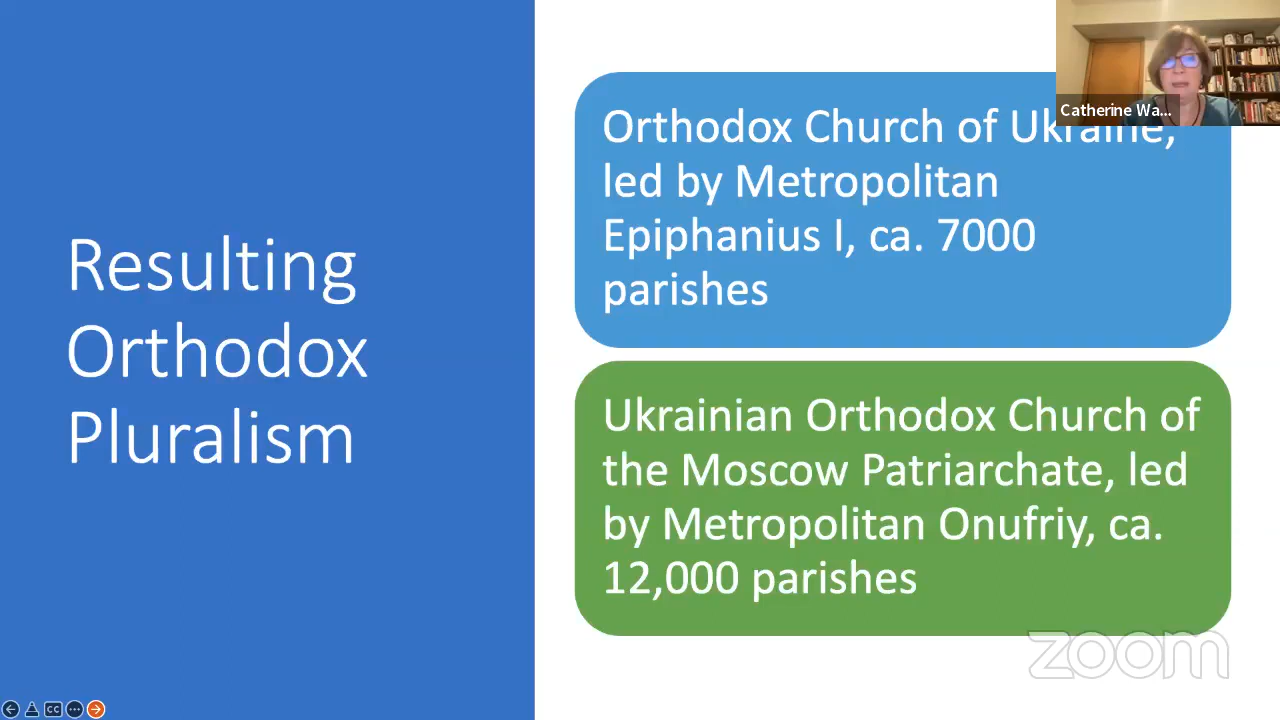 Resulting
Orthodox
Pluralism
Orthodox Church of Ukraine,
led by Metropolitan
Epiphanius I, ca. 7000
parishes
Ukrainian Orthodox Church of
the Moscow Patriarchate, led
by Metropolitan Onufriy, ca.
12,000 parishes
Catherine Wa...
zoom
CC